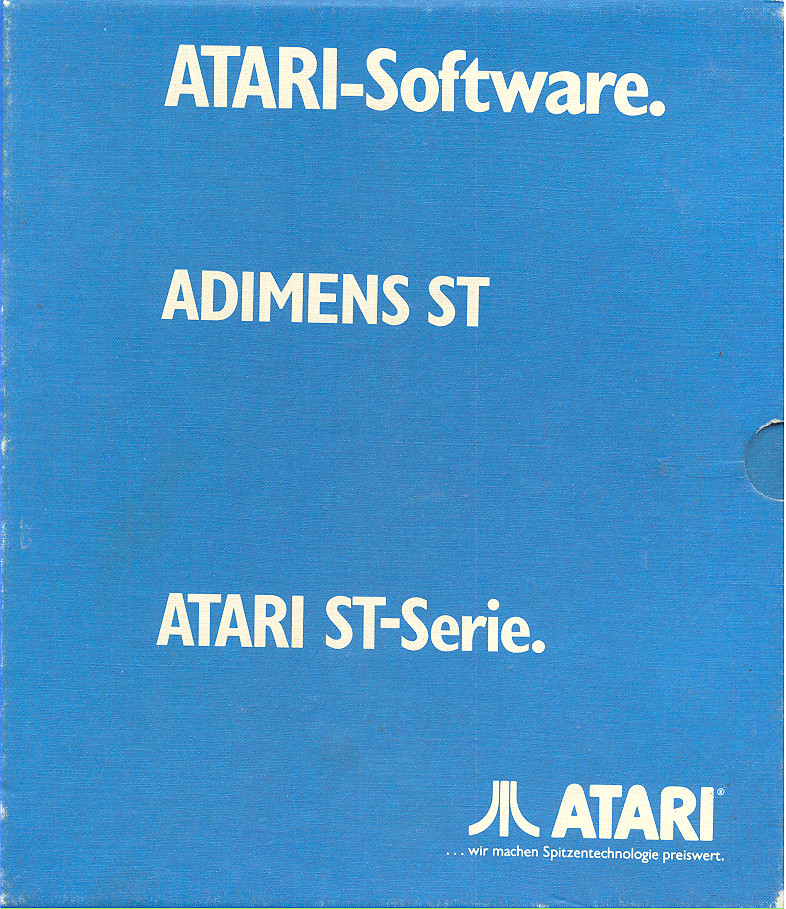 ATARI-Software.
ADIMENS ST
ATARI ST-Serie.
ATARI®
... wir machen Spitzentechnologie preiswert.